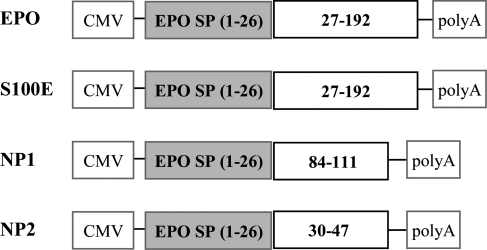 EPO CMV EPO SP (1-26) 27-192 polyA
S100E CMV EPO SP (1-26) 27-192 polyA
NP1 CMV EPO SP (1-26) 84-111 polyA
NP2 CMV EPO SP (1-26) 30-47 polyA